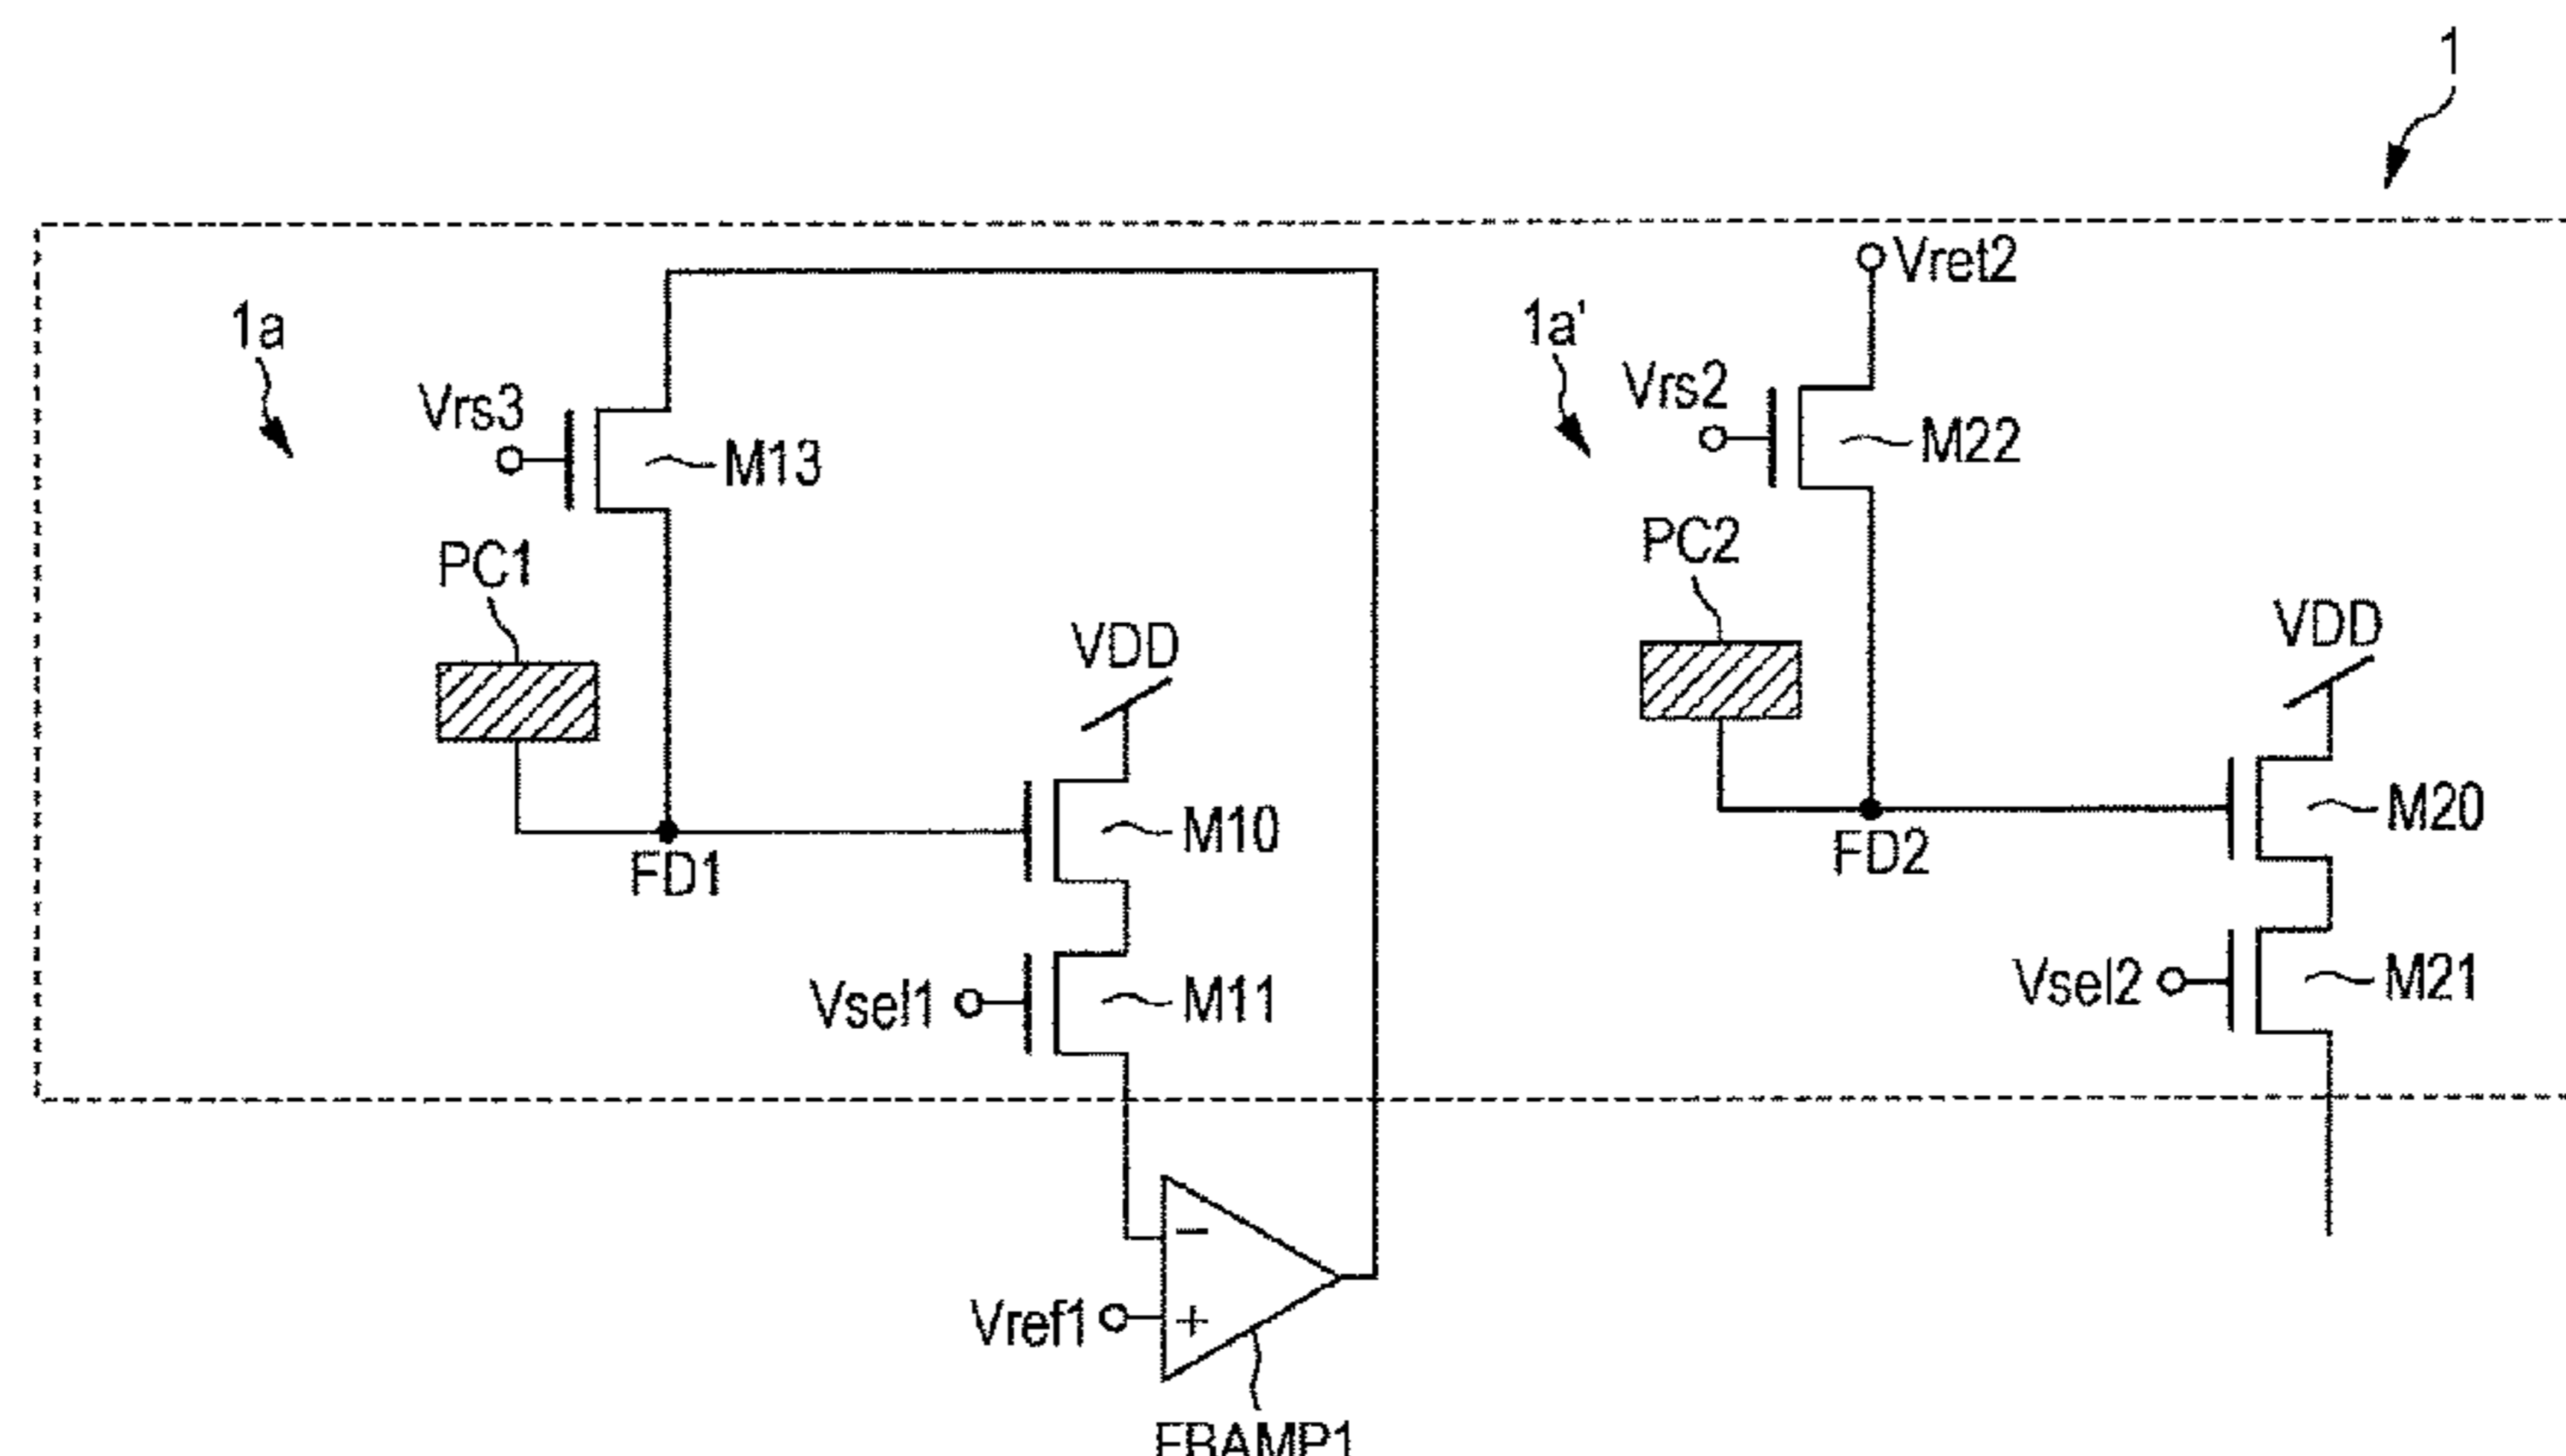 1
Vret2
1a
1a'
Vrs3
Vrs2
M13
M22
PC1
PC2
VDD
VDD
M10
M20
FD1
FD2
Vsel1
M11
Vsel2
M21
−
Vref1
+
FBAMP1